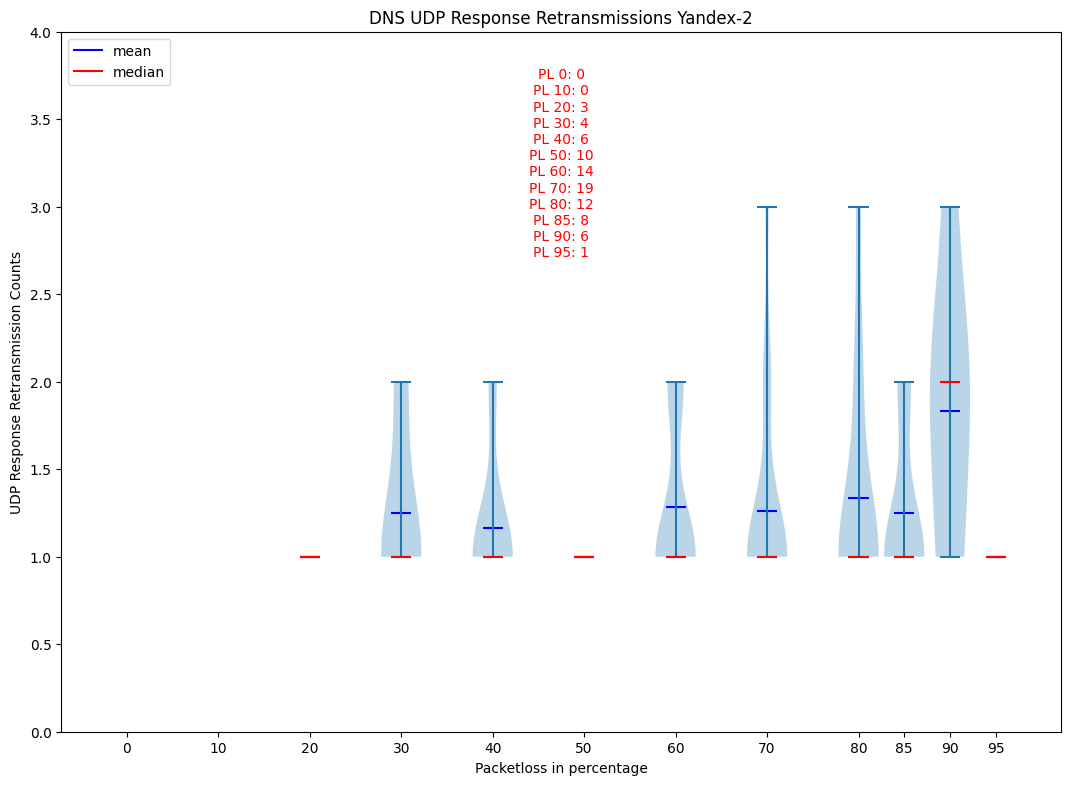 DNS UDP Response Retransmissions Yandex-2
mean
median
PL 0: 0
PL 10: 0
PL 20: 3
PL 30: 4
PL 40: 6
PL 50: 10
PL 60: 14
PL 70: 19
PL 80: 12
PL 85: 8
PL 90: 6
PL 95: 1
UDP Response Retransmission Counts
4.0
3.5
3.0
2.5
2.0
1.5
1.0
0.5
0.0
0 10 20 30 40 50 60 70 80 85 90 95
Packetloss in percentage